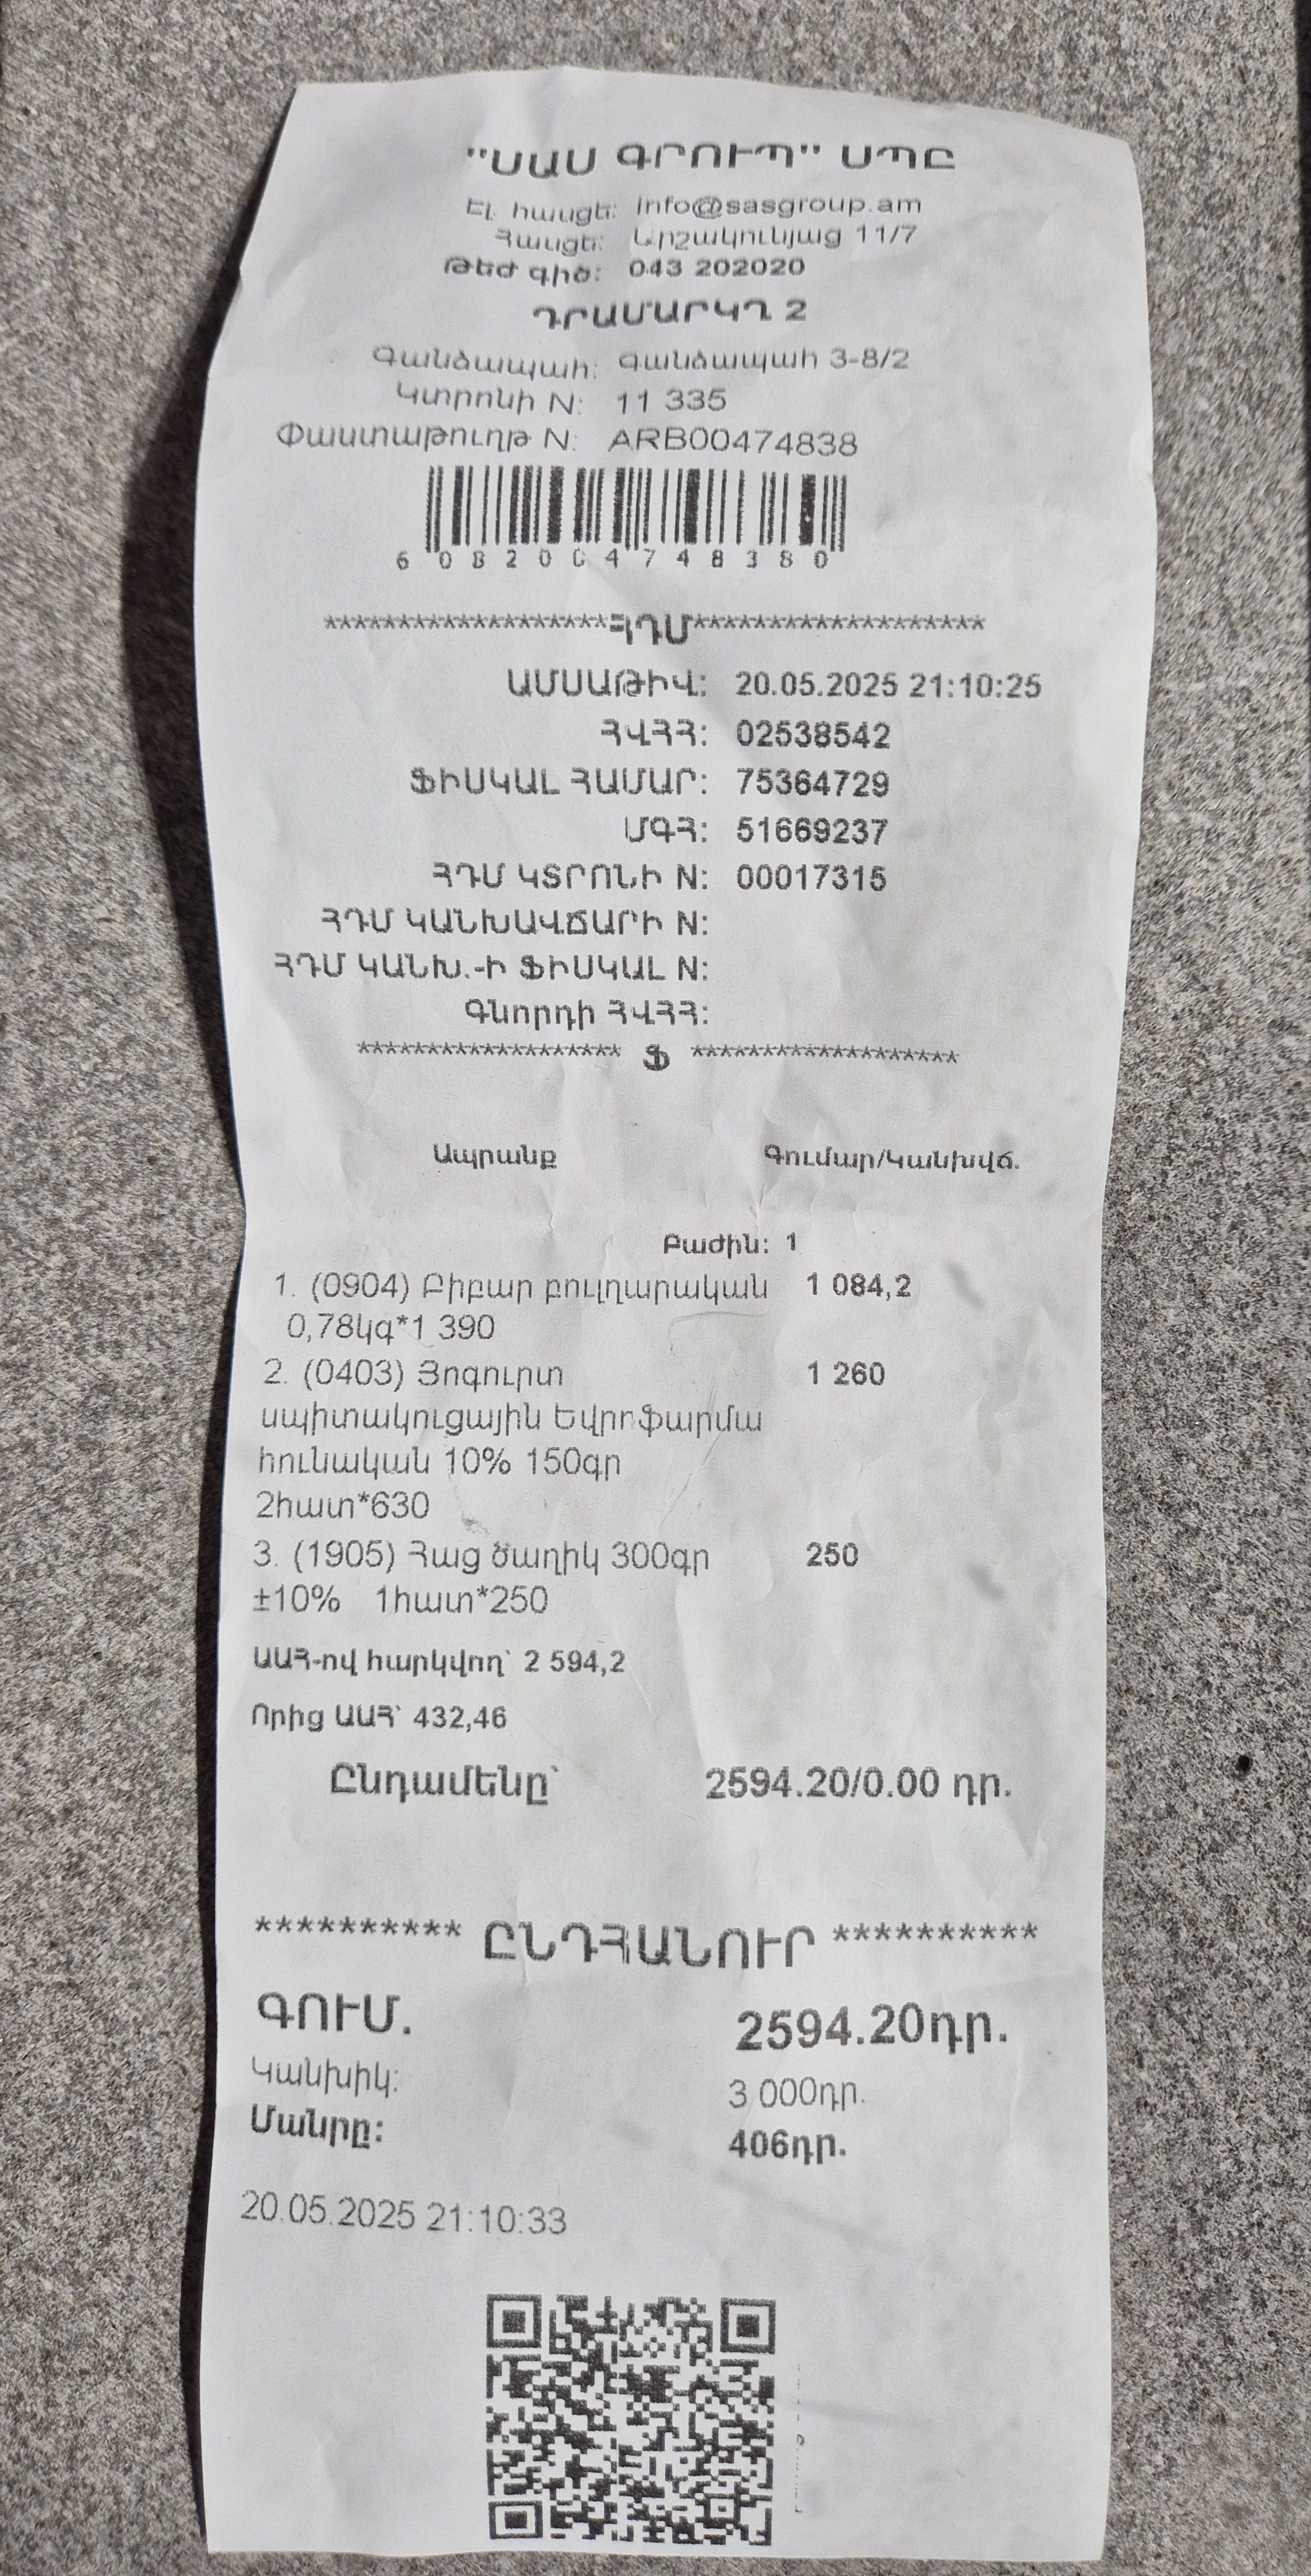 "ՍԱՍ ԳՐՈՒՊ" ՍՊԸ
Էլ. հասցե: info@sasgroup.am
Հասցե: Արշակունյաց 11/7
Թեժ գիծ: 043 202020
ԴՐԱՄԱՐԿՂ 2
Գանձապահ: Գանձապահ 3-8/2
Կտրոնի N: 11 335
Փաստաթուղթ N: ARB00474838
6 0 8 2 0 0 4 7 4 8 3 8 0
*******************ՀԴՄ*******************
ԱՄՍԱԹԻՎ: 20.05.2025 21:10:25
ՀՎՀՀ: 02538542
ՖԻՍԿԱԼ ՀԱՄԱՐ: 75364729
ՄԳՀ: 51669237
ՀԴՄ ԿՏՐՈՆԻ N: 00017315
ՀԴՄ ԿԱՆԽԱՎՃԱՐԻ N:
ՀԴՄ ԿԱՆԽ.-Ի ՖԻՍԿԱԼ N:
Գնորդի ՀՎՀՀ:
******************* Ֆ *******************
Ապրանք Գումար/Կանխվճ.
Բաժին: 1
1. (0904) Բիբար բուլղարական 1 084,2
0,78կգ*1 390
2. (0403) Յոգուրտ 1 260
սպիտակուցային Եվրոֆարմա
հունական 10% 150գր
2հատ*630
3. (1905) Հաց ծաղիկ 300գր 250
±10% 1հատ*250
ԱԱՀ-ով հարկվող՝ 2 594,2
Որից ԱԱՀ՝ 432,46
Ընդամենը՝ 2594.20/0.00 դր.
********** ԸՆԴՀԱՆՈՒՐ **********
ԳՈՒՄ. 2594.20դր.
Կանխիկ: 3 000դր.
Մանրը: 406դր.
20.05.2025 21:10:33